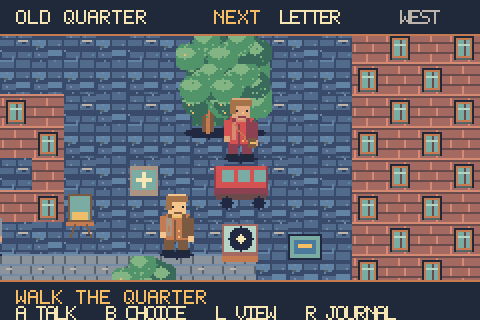 OLD QUARTER NEXT LETTER WEST
WALK THE QUARTER
A TALK B CHOICE L VIEW R JOURNAL